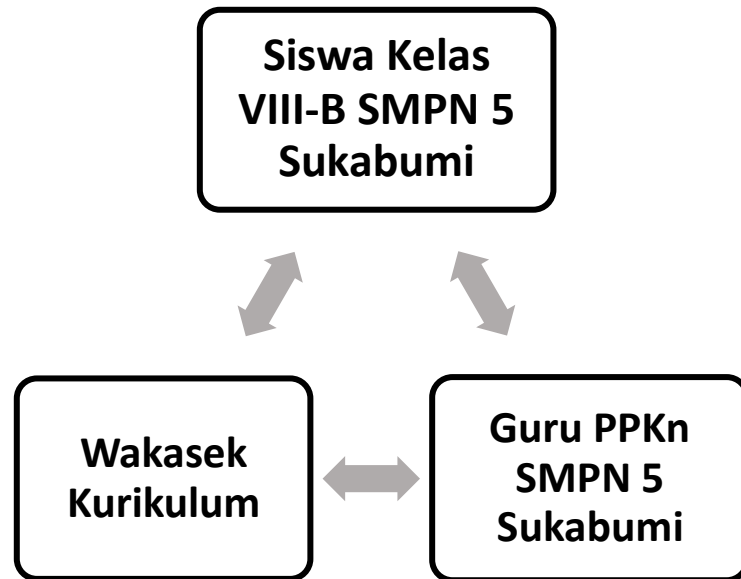 Siswa Kelas
VIII-B SMPN 5
Sukabumi
Wakasek
Kurikulum
Guru PPKn
SMPN 5
Sukabumi